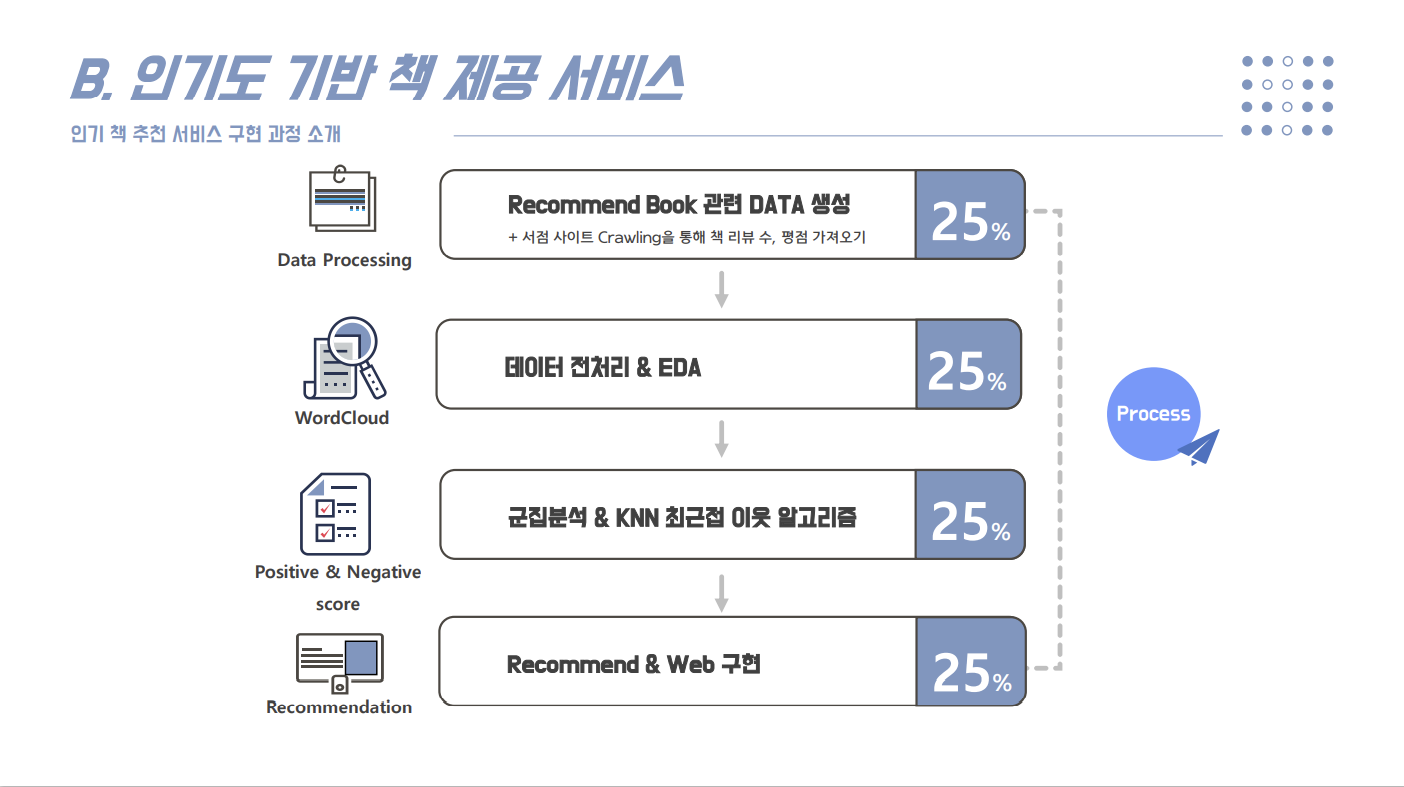 B. 인기도 기반 책 제공 서비스
인기 책 추천 서비스 구현 과정 소개
Data Processing
Recommend Book 관련 DATA 생성
+ 서점 사이트 Crawling을 통해 책 리뷰 수, 평점 가져오기
25%
WordCloud
데이터 전처리 & EDA
25%
Process
Positive & Negative
score
군집분석 & KNN 최근접 이웃 알고리즘
25%
Recommendation
Recommend & Web 구현
25%